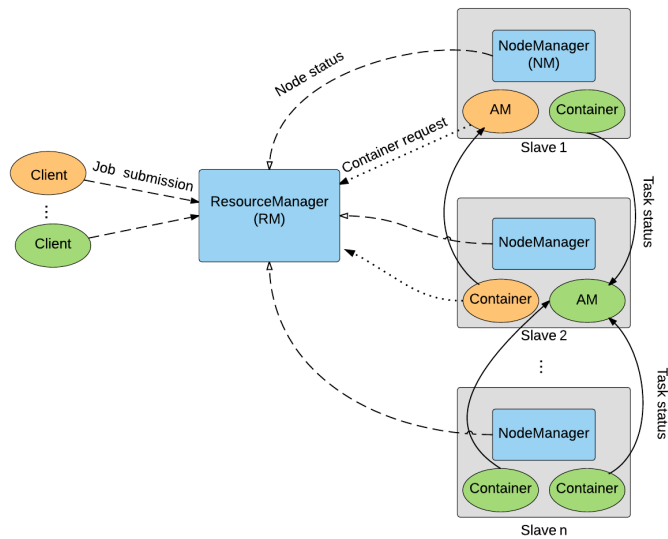 NodeManager
(NM)
Node status
AM
Container
Container request
Slave 1
Job submission
Client
ResourceManager
(RM)
Task status
⋮
Client
NodeManager
Container
AM
Slave 2
...
Task status
NodeManager
Container
Container
Slave n